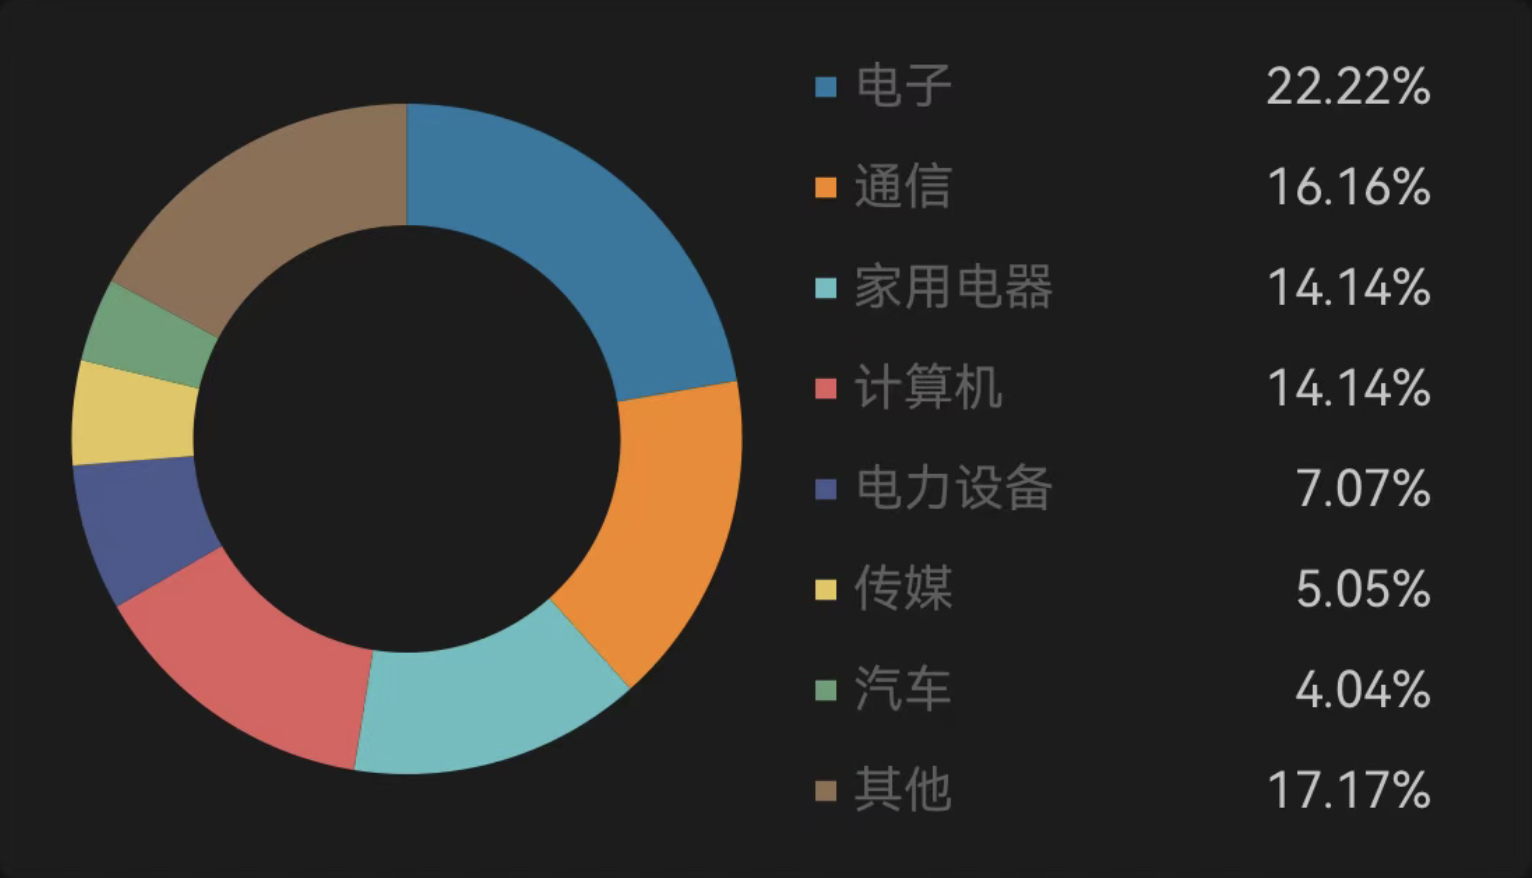 电子 22.22%
通信 16.16%
家用电器 14.14%
计算机 14.14%
电力设备 7.07%
传媒 5.05%
汽车 4.04%
其他 17.17%